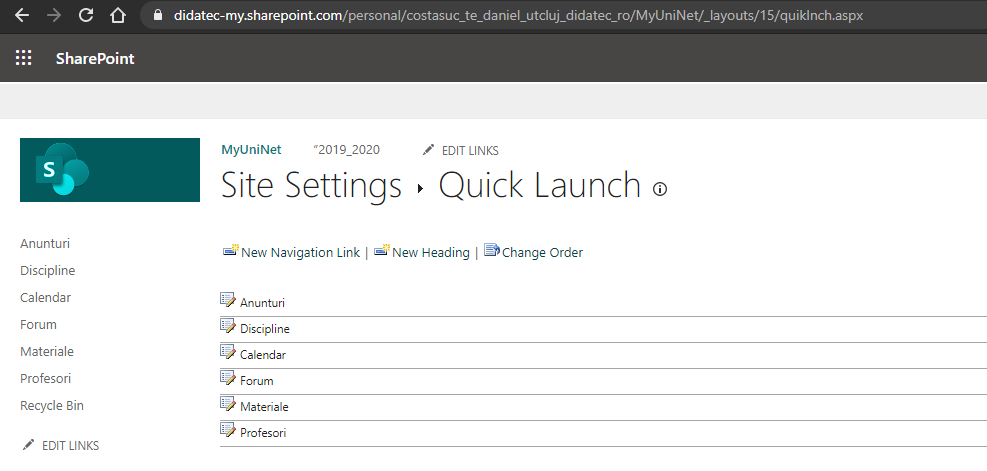 didatec-my.sharepoint.com/personal/costasuc_te_daniel_utcluj_didatec_ro/MyUniNet/_layouts/15/quiklnch.aspx
SharePoint
S
MyUniNet "2019_2020 EDIT LINKS
Site Settings ▸ Quick Launch
Anunturi
Discipline
Calendar
Forum
Materiale
Profesori
Recycle Bin
EDIT LINKS
New Navigation Link | New Heading | Change Order
Anunturi
Discipline
Calendar
Forum
Materiale
Profesori